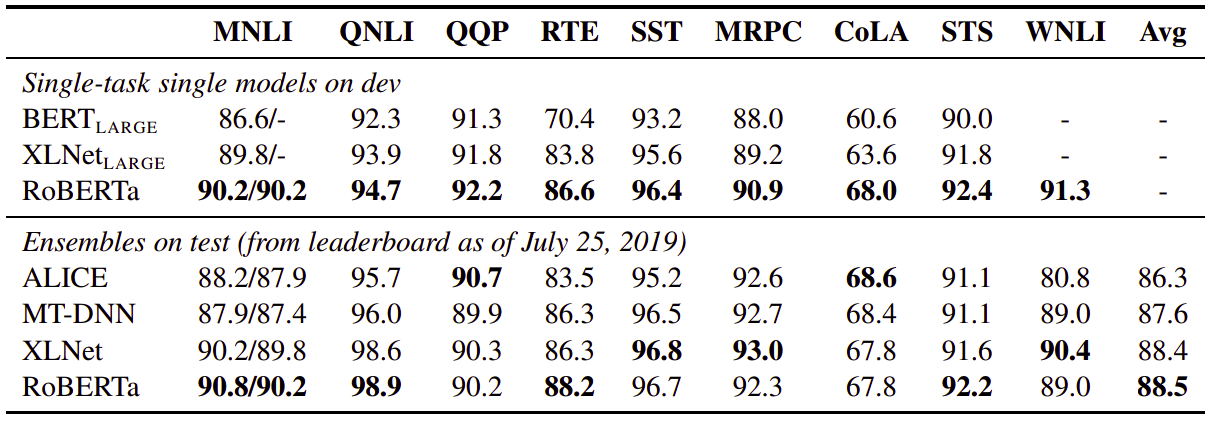 MNLI QNLI QQP RTE SST MRPC CoLA STS WNLI Avg
Single-task single models on dev
BERTLARGE 86.6/- 92.3 91.3 70.4 93.2 88.0 60.6 90.0 - -
XLNetLARGE 89.8/- 93.9 91.8 83.8 95.6 89.2 63.6 91.8 - -
RoBERTa 90.2/90.2 94.7 92.2 86.6 96.4 90.9 68.0 92.4 91.3 -
Ensembles on test (from leaderboard as of July 25, 2019)
ALICE 88.2/87.9 95.7 90.7 83.5 95.2 92.6 68.6 91.1 80.8 86.3
MT-DNN 87.9/87.4 96.0 89.9 86.3 96.5 92.7 68.4 91.1 89.0 87.6
XLNet 90.2/89.8 98.6 90.3 86.3 96.8 93.0 67.8 91.6 90.4 88.4
RoBERTa 90.8/90.2 98.9 90.2 88.2 96.7 92.3 67.8 92.2 89.0 88.5